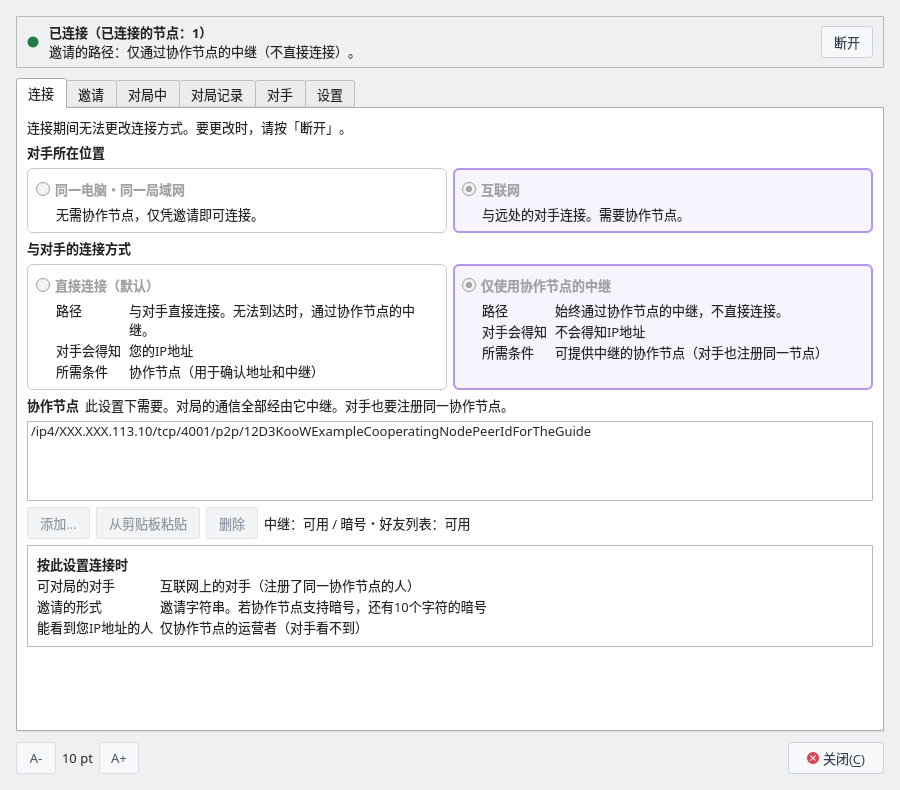 已连接（已连接的节点：1）
邀请的路径：仅通过协作节点的中继（不直接连接）。
断开
连接 邀请 对局中 对局记录 对手 设置
连接期间无法更改连接方式。要更改时，请按「断开」。
对手所在位置
同一电脑・同一局域网
无需协作节点，仅凭邀请即可连接。
互联网
与远处的对手连接。需要协作节点。
与对手的连接方式
直接连接（默认）
路径 与对手直接连接。无法到达时，通过协作节点的中
继。
对手会得知 您的IP地址
所需条件 协作节点（用于确认地址和中继）
仅使用协作节点的中继
路径 始终通过协作节点的中继，不直接连接。
对手会得知 不会得知IP地址
所需条件 可提供中继的协作节点（对手也注册同一节点）
协作节点 此设置下需要。对局的通信全部经由它中继。对手也要注册同一协作节点。
/ip4/XXX.XXX.113.10/tcp/4001/p2p/12D3KooWExampleCooperatingNodePeerIdForTheGuide
添加... 从剪贴板粘贴 删除 中继：可用 / 暗号・好友列表：可用
按此设置连接时
可对局的对手 互联网上的对手（注册了同一协作节点的人）
邀请的形式 邀请字符串。若协作节点支持暗号，还有10个字符的暗号
能看到您IP地址的人 仅协作节点的运营者（对手看不到）
A- 10 pt A+ 关闭(C)